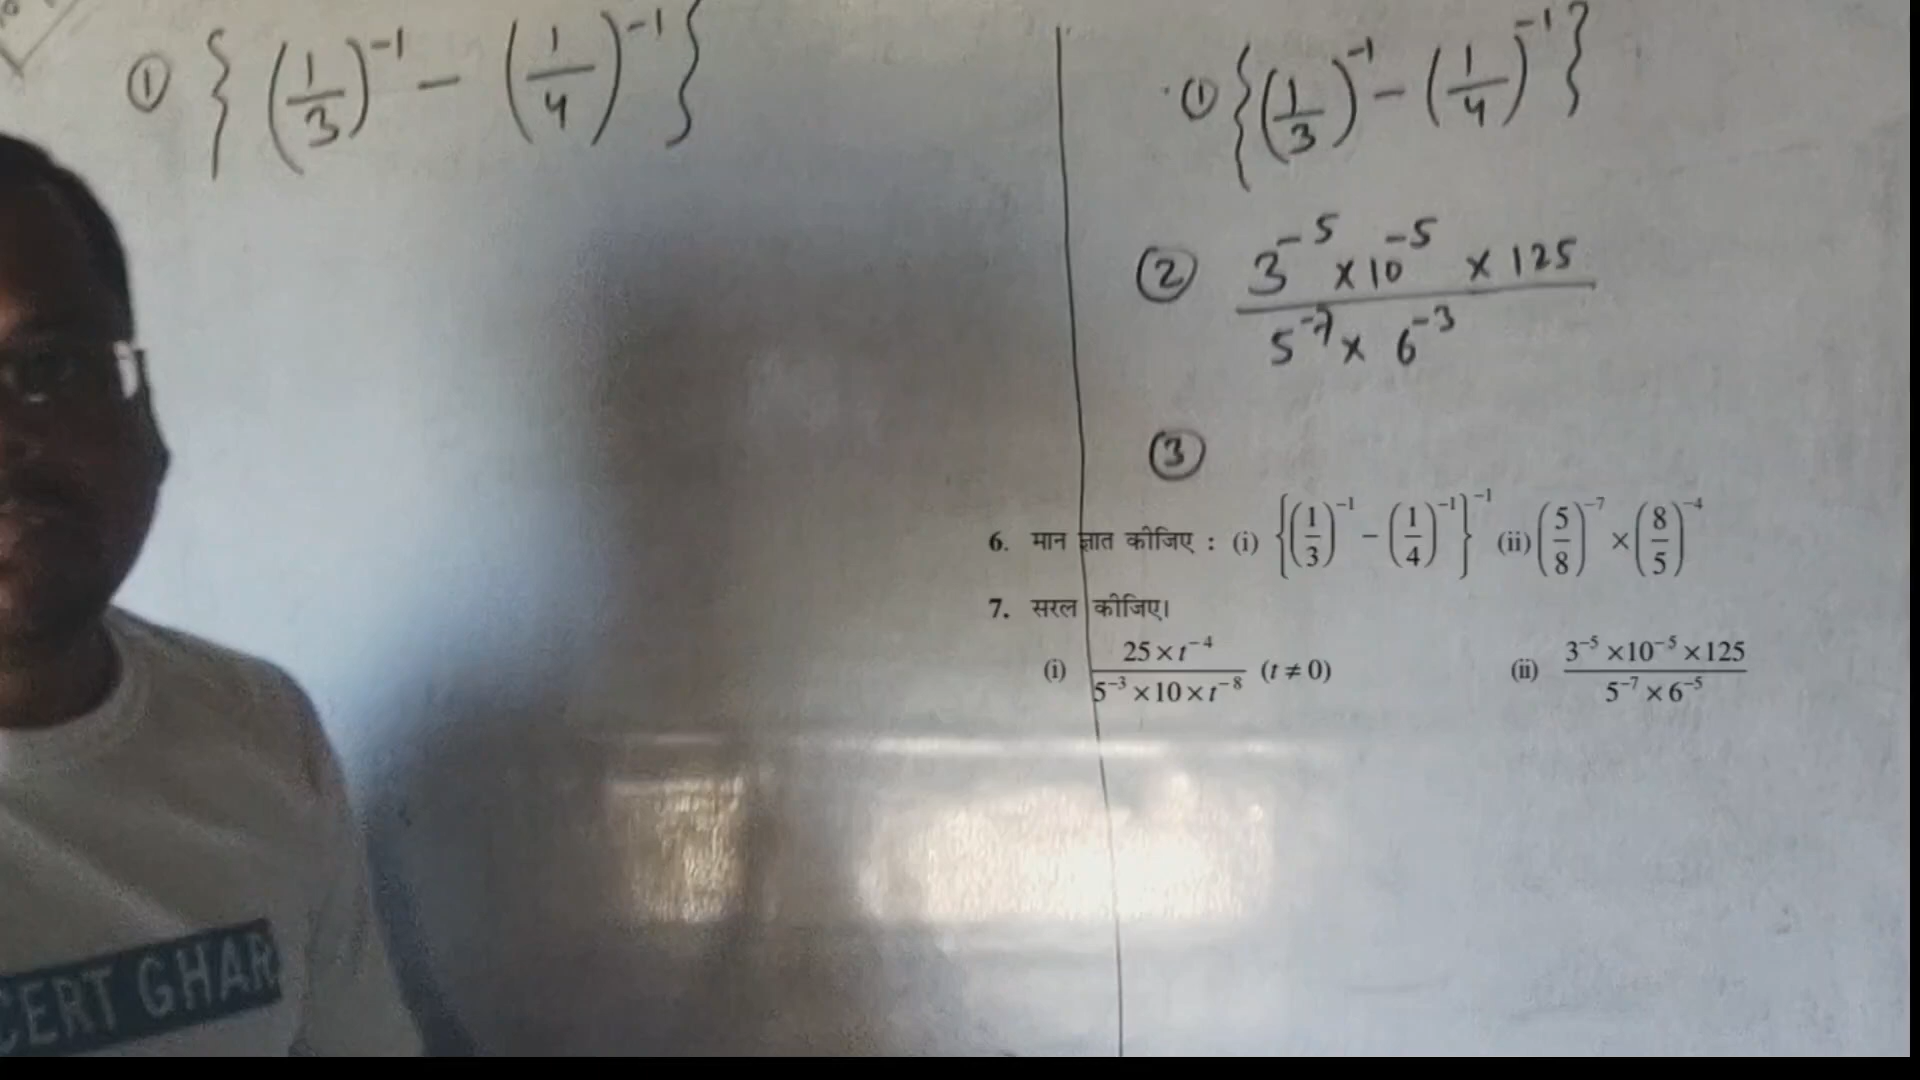 ① {(1/3)⁻¹ − (1/4)⁻¹}
① {(1/3)⁻¹ − (1/4)⁻¹}
② (3⁻⁵ × 10⁻⁵ × 125) / (5⁻⁷ × 6⁻³)
③
6. मान ज्ञात कीजिए : (i) {(1/3)⁻¹ − (1/4)⁻¹}⁻¹ (ii) (5/8)⁻⁷ × (8/5)⁻⁴
7. सरल कीजिए।
(i) (25 × t⁻⁴) / (5⁻³ × 10 × t⁻⁸) (t ≠ 0) (ii) (3⁻⁵ × 10⁻⁵ × 125) / (5⁻⁷ × 6⁻⁵)
CERT GHAR